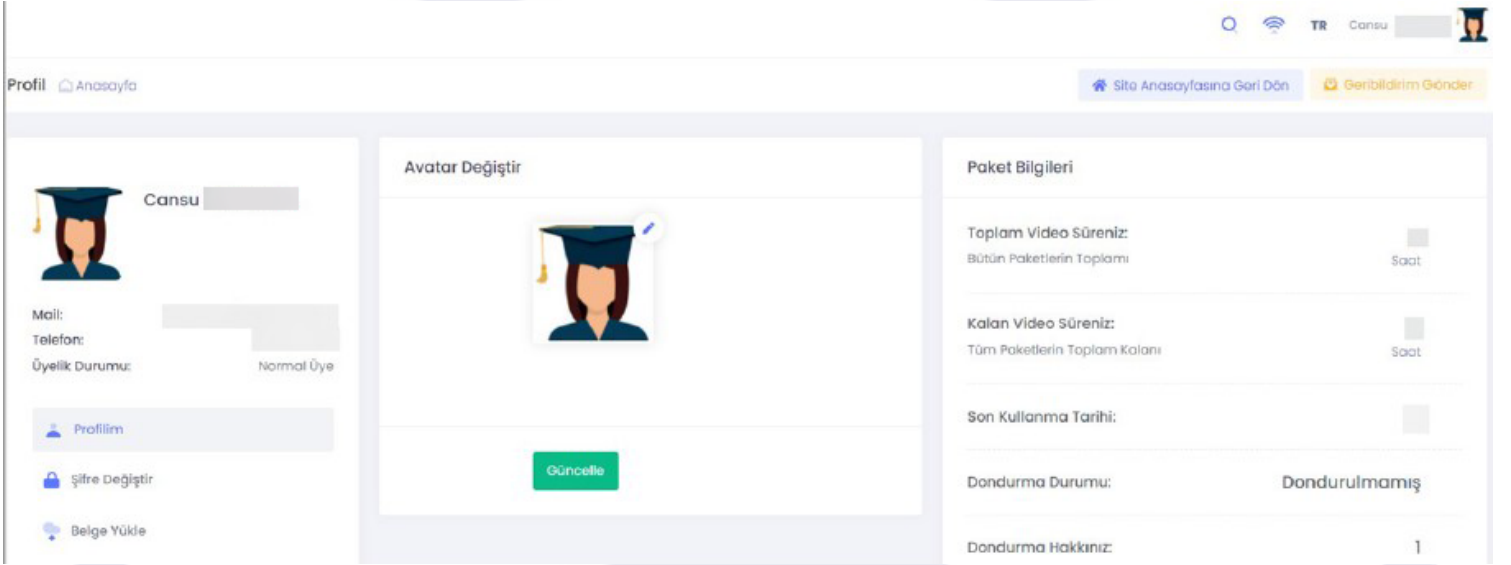 TR Cansu
Profil Anasayfa
Site Anasayfasına Geri Dön
Geribildirim Gönder
Cansu
Mail:
Telefon:
Üyelik Durumu: Normal Üye
Profilim
Şifre Değiştir
Belge Yükle
Avatar Değiştir
Güncelle
Paket Bilgileri
Toplam Video Süreniz:
Bütün Paketlerin Toplamı
Saat
Kalan Video Süreniz:
Tüm Paketlerin Toplam Kalanı
Saat
Son Kullanma Tarihi:
Dondurma Durumu: Dondurulmamış
Dondurma Hakkınız: 1